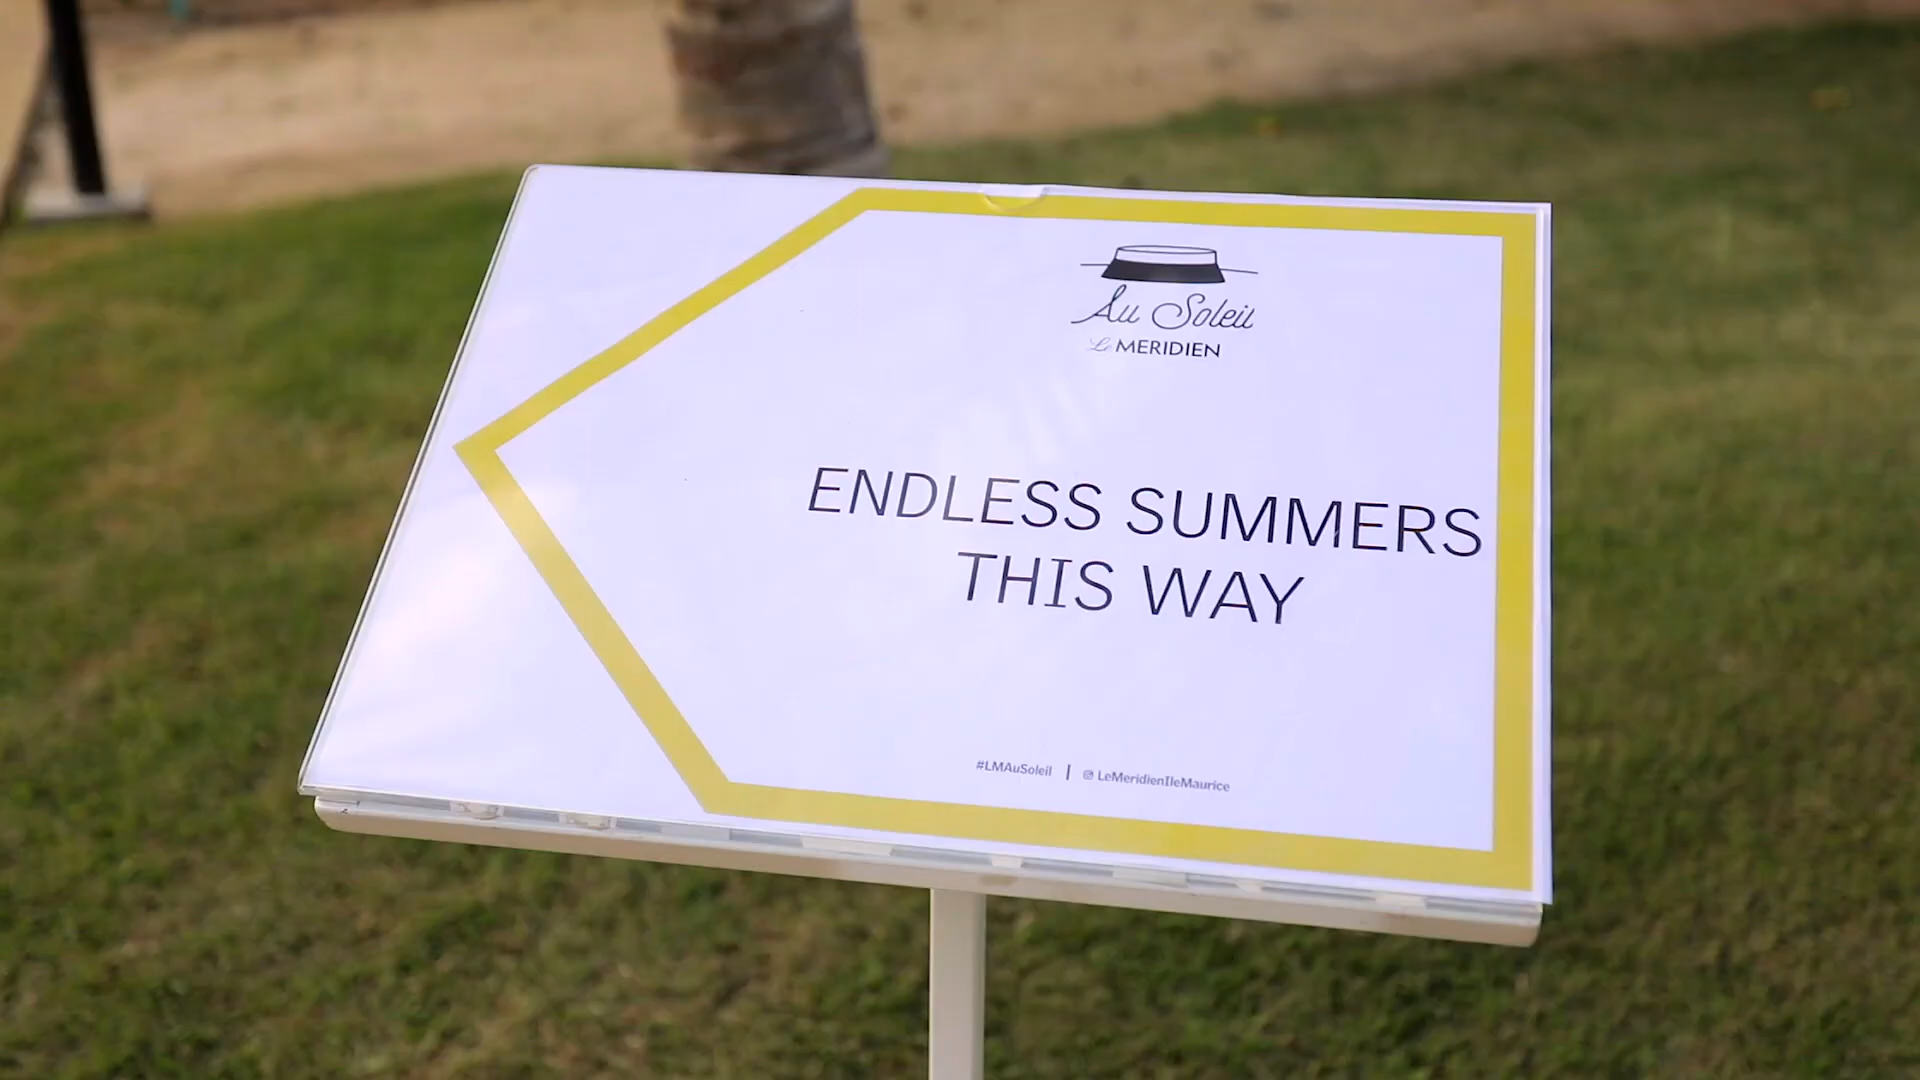 Au Soleil
Le MERIDIEN
ENDLESS SUMMERS
THIS WAY
#LMAuSoleil | LeMeridienIleMaurice